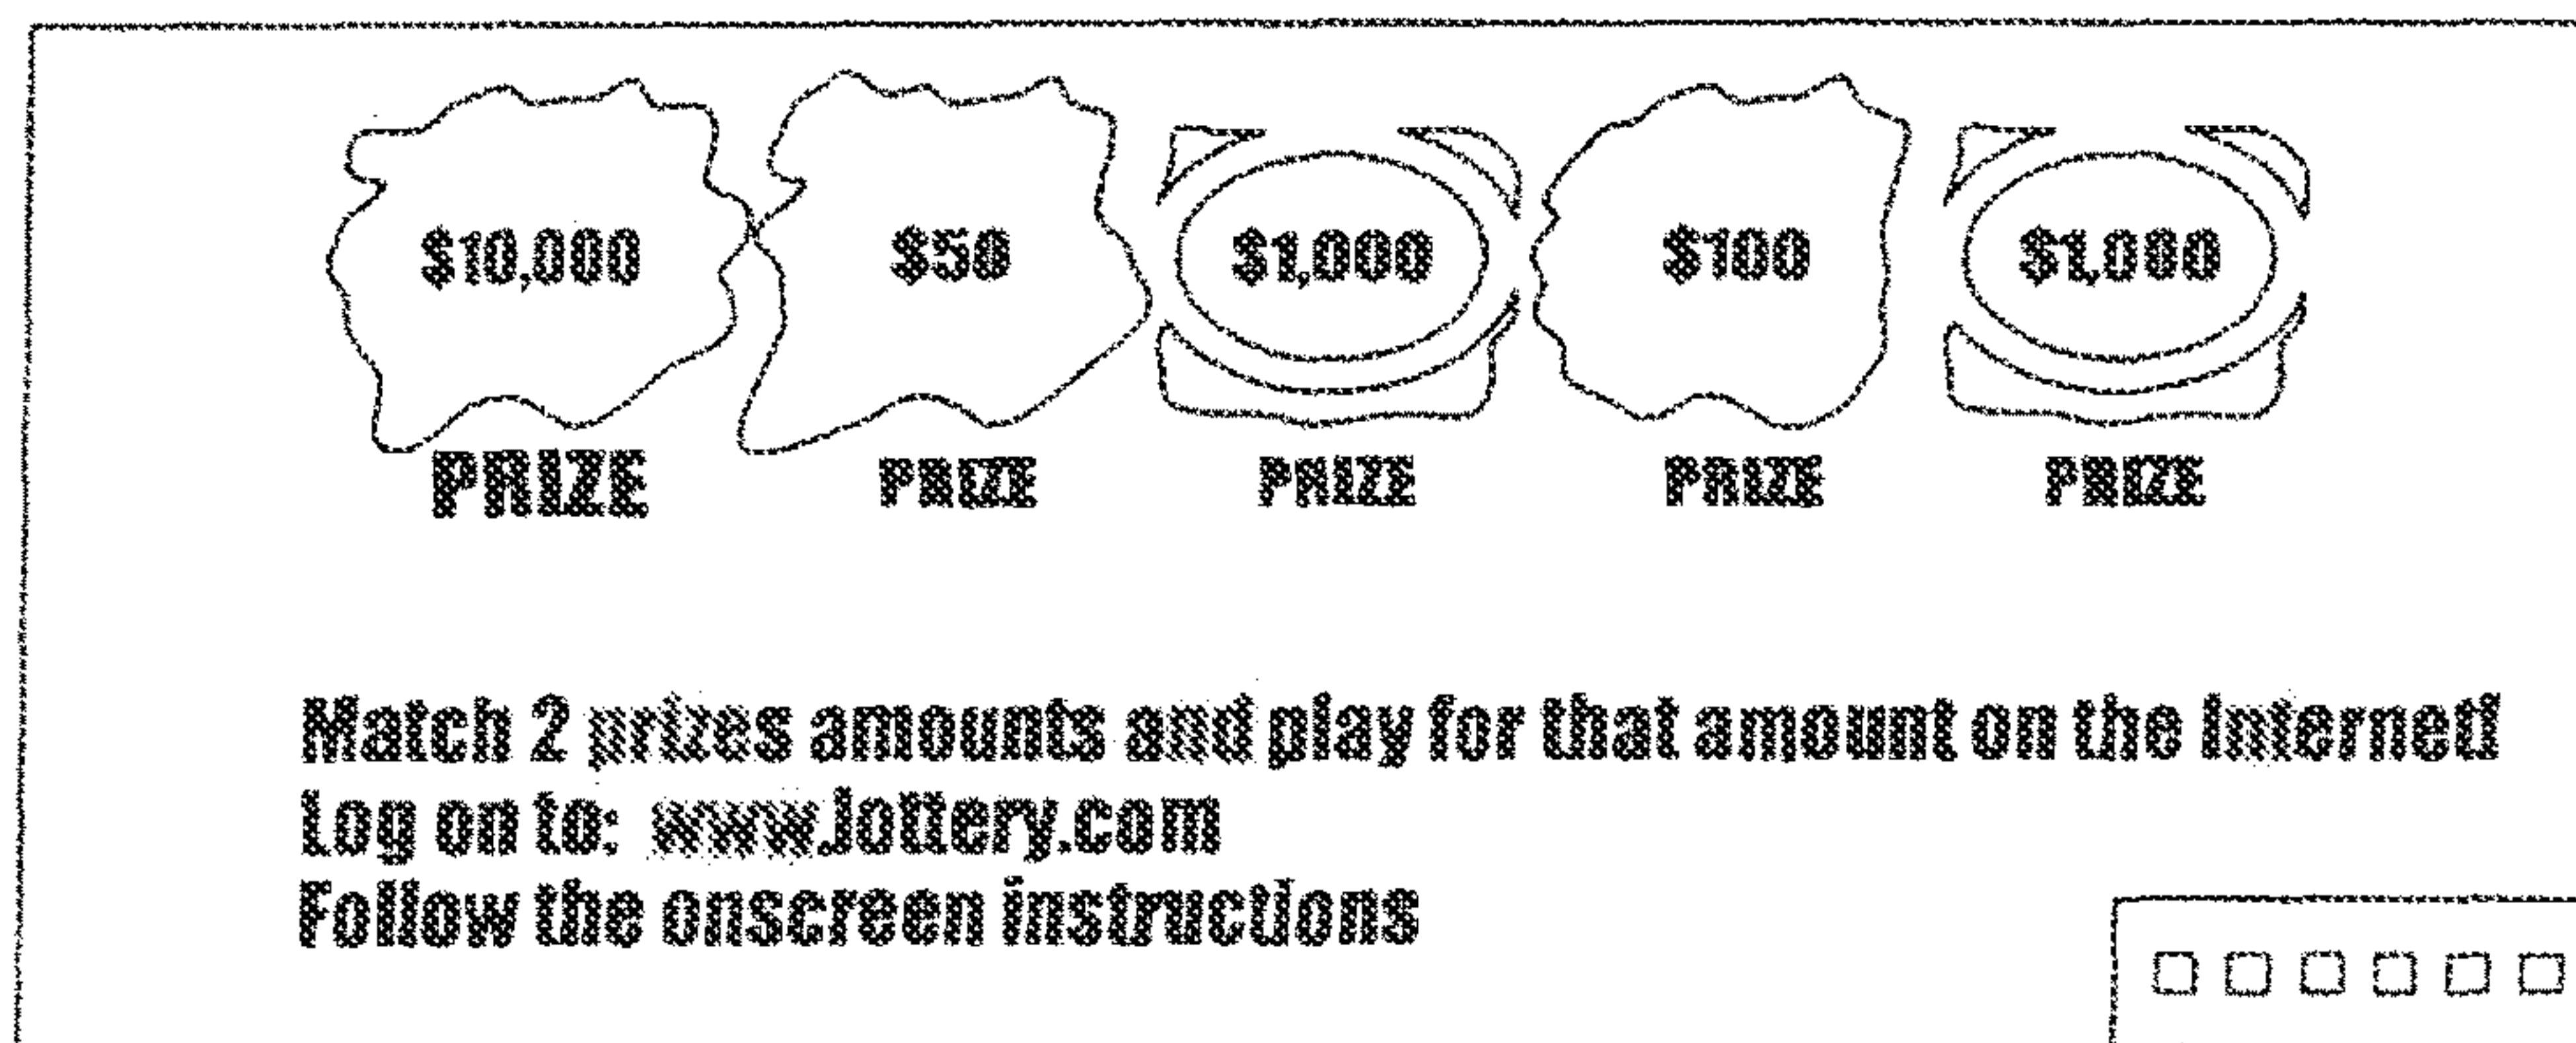 $10,000 $50 $1,000 $100 $1,000
PRIZE PRIZE PRIZE PRIZE PRIZE
Match 2 prizes amounts and play for that amount on the Internet!
Log on to: www.lottery.com
Follow the onscreen instructions